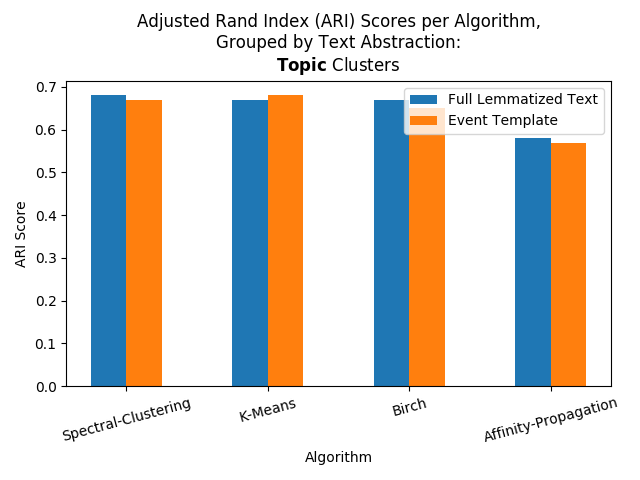 Adjusted Rand Index (ARI) Scores per Algorithm,
Grouped by Text Abstraction:
Topic Clusters
Full Lemmatized Text
Event Template
ARI Score
0.7
0.6
0.5
0.4
0.3
0.2
0.1
0.0
Spectral-Clustering
K-Means
Birch
Affinity-Propagation
Algorithm